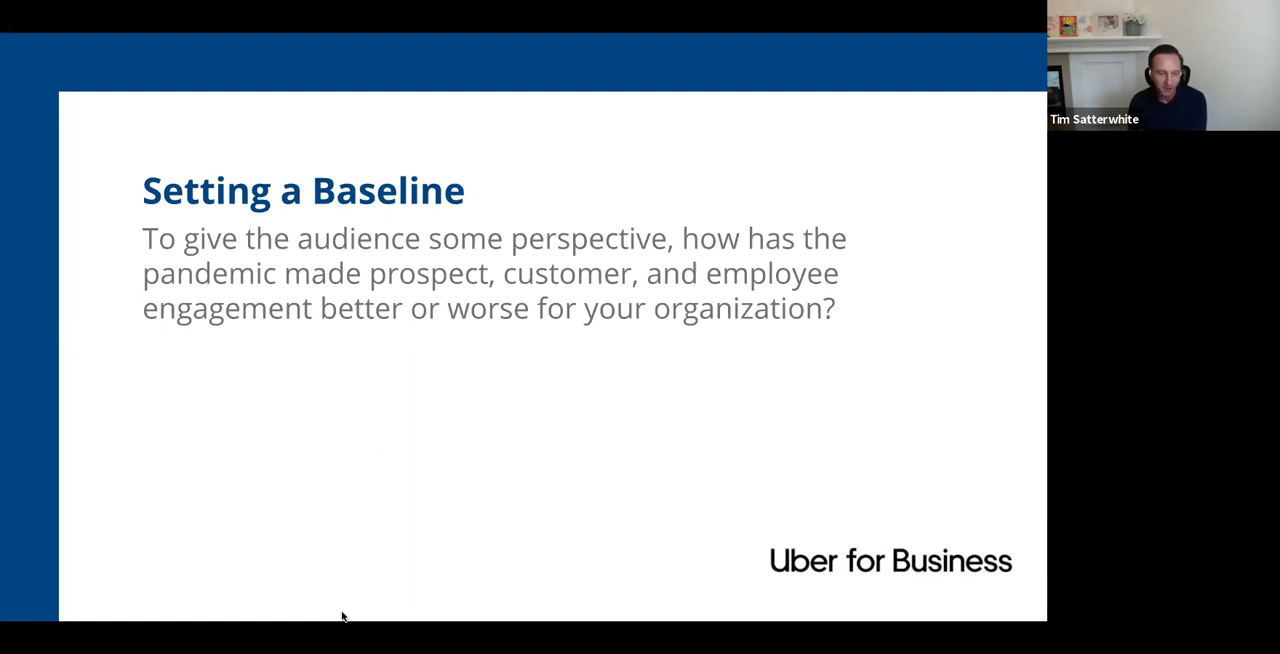 Setting a Baseline
To give the audience some perspective, how has the
pandemic made prospect, customer, and employee
engagement better or worse for your organization?
Uber for Business
Tim Satterwhite